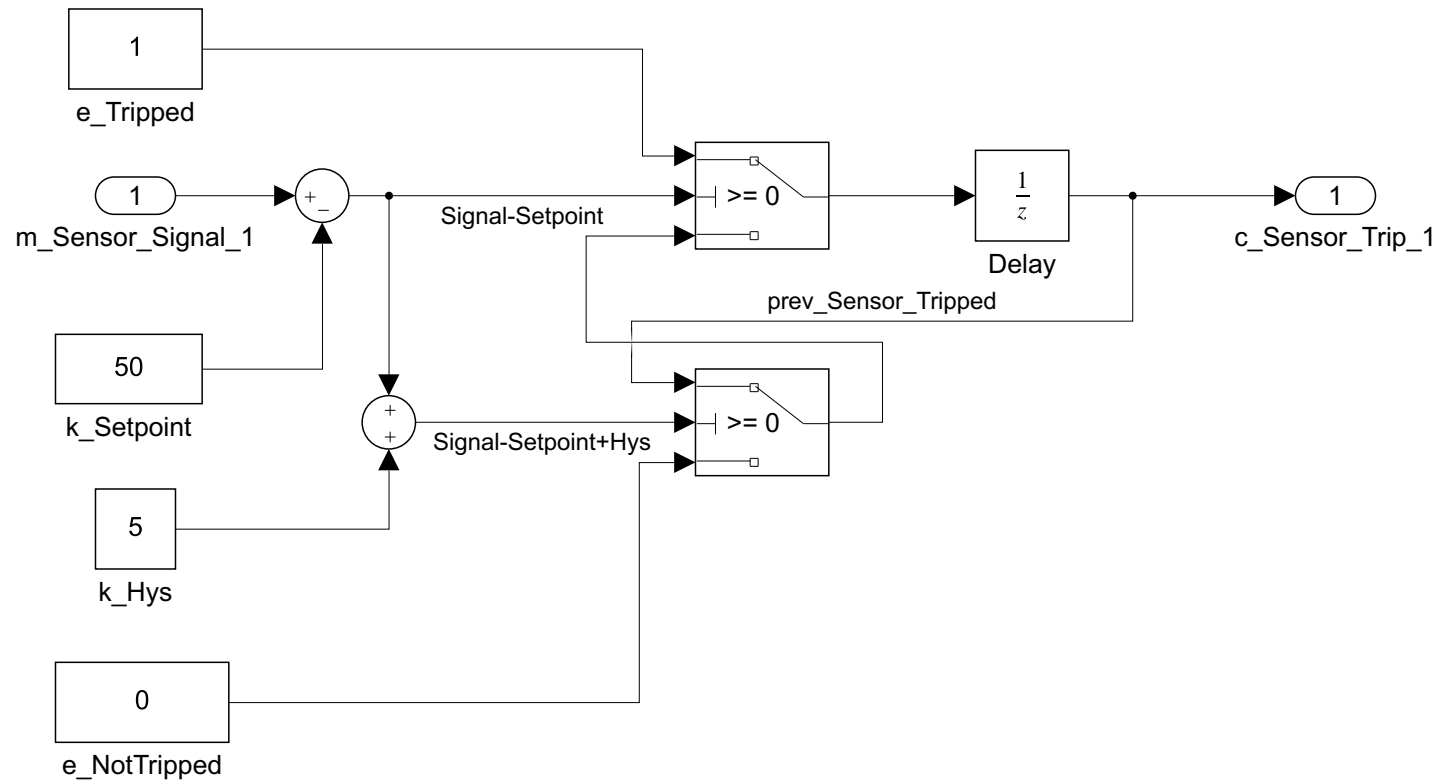 1
e_Tripped
1
m_Sensor_Signal_1
+
−
Signal-Setpoint
>= 0
1
z
Delay
1
c_Sensor_Trip_1
prev_Sensor_Tripped
50
k_Setpoint
+
+
Signal-Setpoint+Hys
>= 0
5
k_Hys
0
e_NotTripped